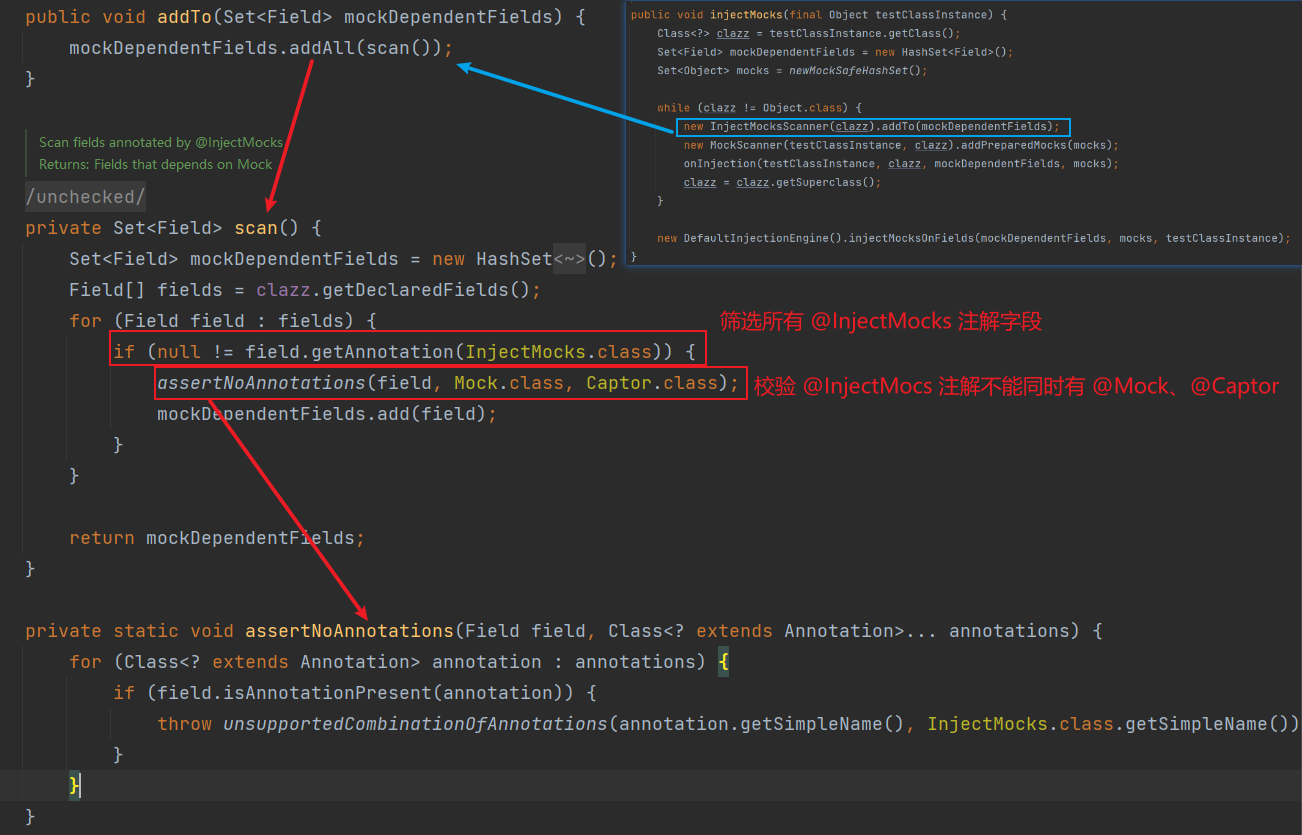 public void addTo(Set<Field> mockDependentFields) {
    mockDependentFields.addAll(scan());
}
Scan fields annotated by @InjectMocks
Returns: Fields that depends on Mock
/unchecked/
private Set<Field> scan() {
    Set<Field> mockDependentFields = new HashSet<~>();
    Field[] fields = clazz.getDeclaredFields();
    for (Field field : fields) {
        if (null != field.getAnnotation(InjectMocks.class)) {
            assertNoAnnotations(field, Mock.class, Captor.class);
            mockDependentFields.add(field);
        }
    }
    return mockDependentFields;
}
private static void assertNoAnnotations(Field field, Class<? extends Annotation>... annotations) {
    for (Class<? extends Annotation> annotation : annotations) {
        if (field.isAnnotationPresent(annotation)) {
            throw unsupportedCombinationOfAnnotations(annotation.getSimpleName(), InjectMocks.class.getSimpleName())
        }
    }
}
public void injectMocks(final Object testClassInstance) {
    Class<?> clazz = testClassInstance.getClass();
    Set<Field> mockDependentFields = new HashSet<Field>();
    Set<Object> mocks = newMockSafeHashSet();
    while (clazz != Object.class) {
        new InjectMocksScanner(clazz).addTo(mockDependentFields);
        new MockScanner(testClassInstance, clazz).addPreparedMocks(mocks);
        onInjection(testClassInstance, clazz, mockDependentFields, mocks);
        clazz = clazz.getSuperclass();
    }
    new DefaultInjectionEngine().injectMocksOnFields(mockDependentFields, mocks, testClassInstance);
}
筛选所有 @InjectMocks 注解字段
校验 @InjectMocs 注解不能同时有 @Mock、@Captor